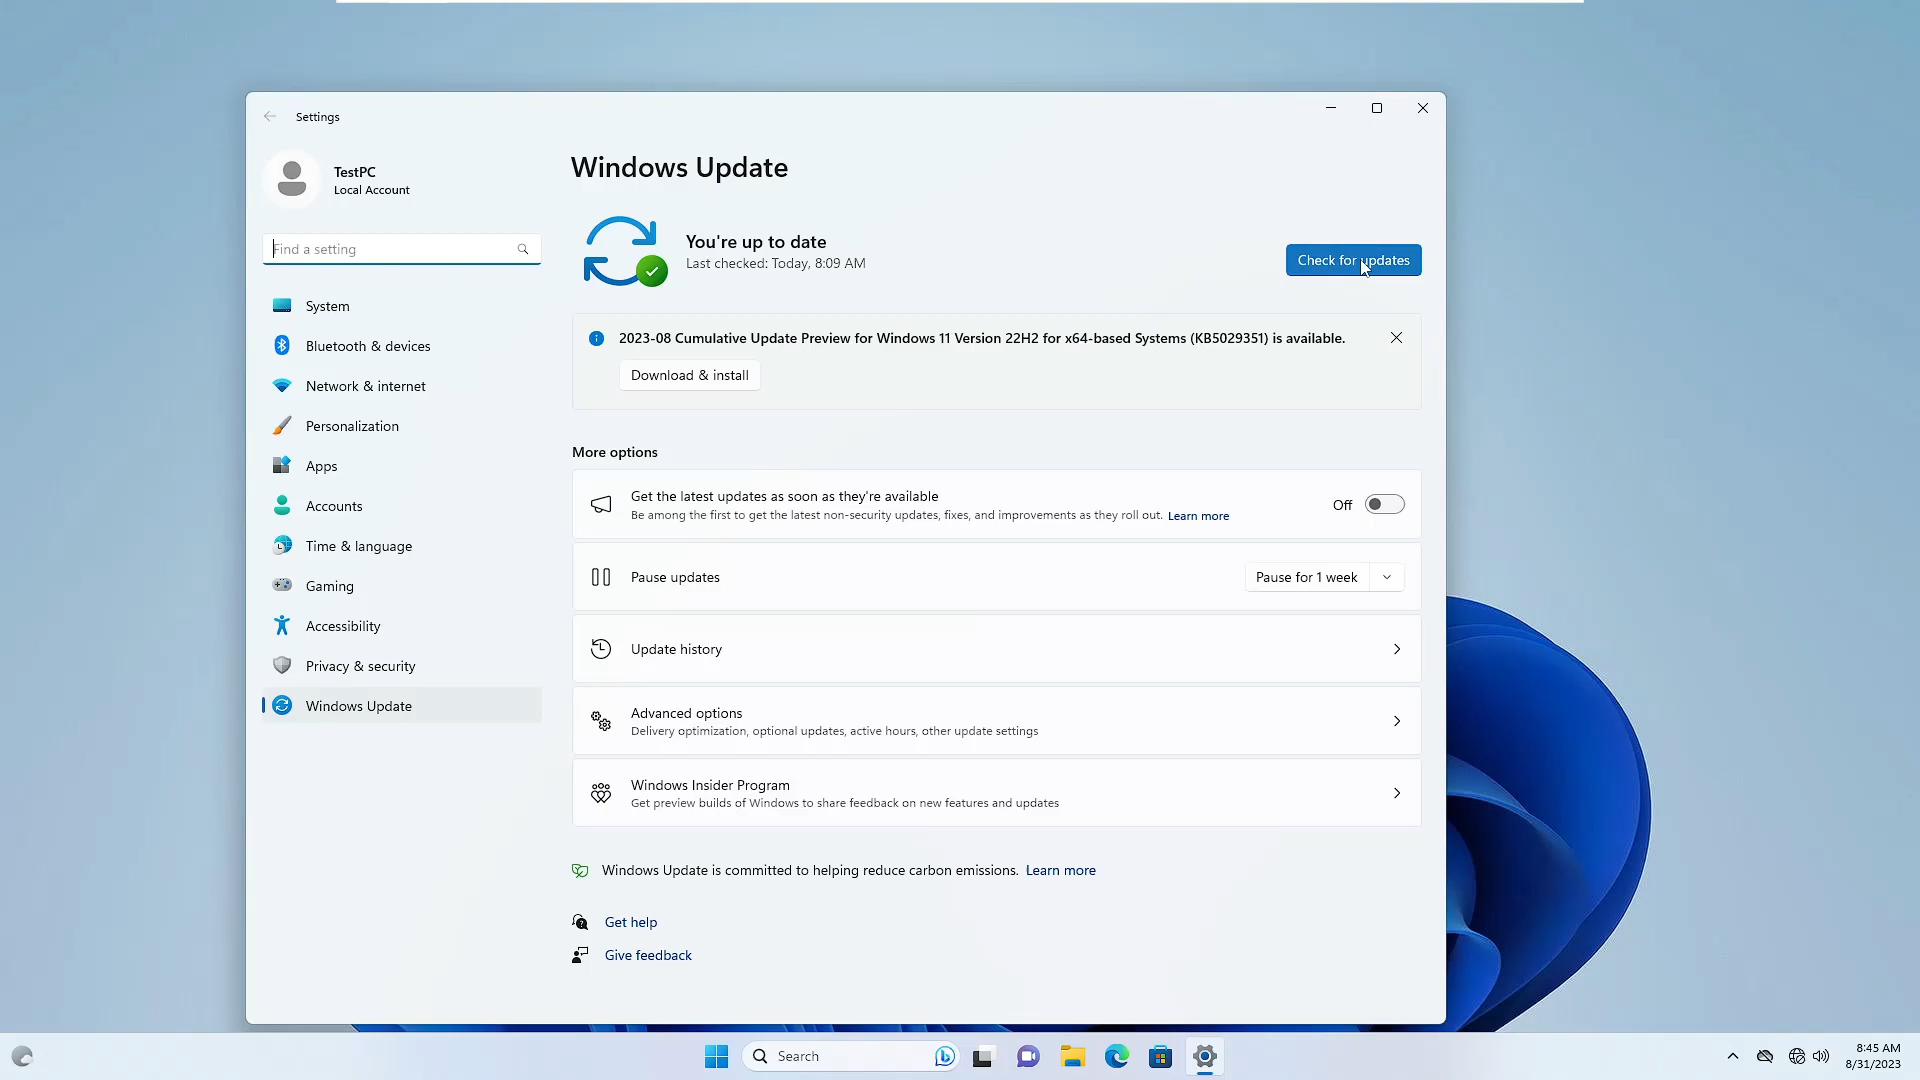 Settings
TestPC
Local Account
Find a setting
System
Bluetooth & devices
Network & internet
Personalization
Apps
Accounts
Time & language
Gaming
Accessibility
Privacy & security
Windows Update
Windows Update
You're up to date
Last checked: Today, 8:09 AM
Check for updates
2023-08 Cumulative Update Preview for Windows 11 Version 22H2 for x64-based Systems (KB5029351) is available.
Download & install
More options
Get the latest updates as soon as they're available
Be among the first to get the latest non-security updates, fixes, and improvements as they roll out. Learn more
Off
Pause updates
Pause for 1 week
Update history
Advanced options
Delivery optimization, optional updates, active hours, other update settings
Windows Insider Program
Get preview builds of Windows to share feedback on new features and updates
Windows Update is committed to helping reduce carbon emissions. Learn more
Get help
Give feedback
Search
8:45 AM
8/31/2023